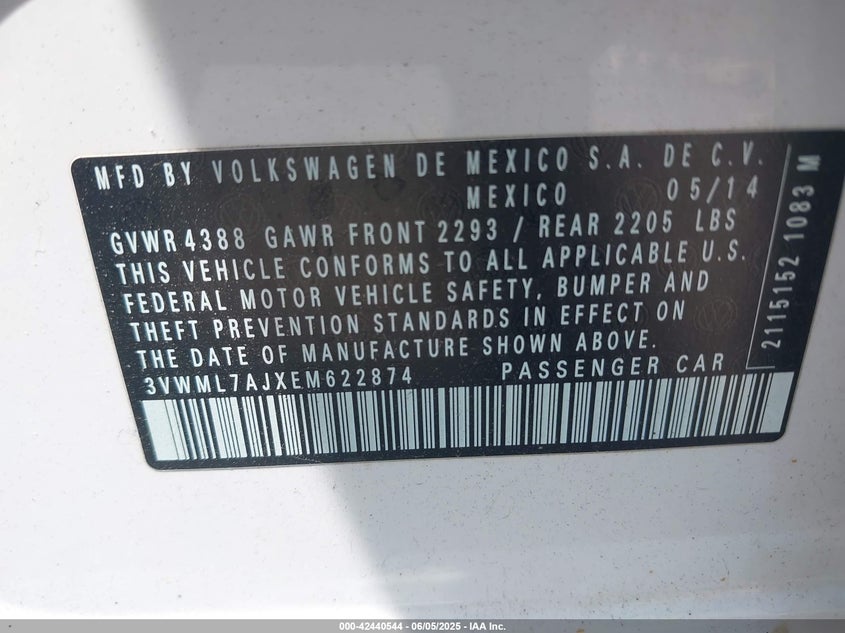 MFD BY VOLKSWAGEN DE MEXICO S.A. DE C.V.
MEXICO 05/14
GVWR 4388 GAWR FRONT 2293 / REAR 2205 LBS
THIS VEHICLE CONFORMS TO ALL APPLICABLE U.S.
FEDERAL MOTOR VEHICLE SAFETY, BUMPER AND
THEFT PREVENTION STANDARDS IN EFFECT ON
THE DATE OF MANUFACTURE SHOWN ABOVE.
3VWML7AJXEM622874 PASSENGER CAR
2115152 1083 M
000-42440544 - 06/05/2025 - IAA Inc.